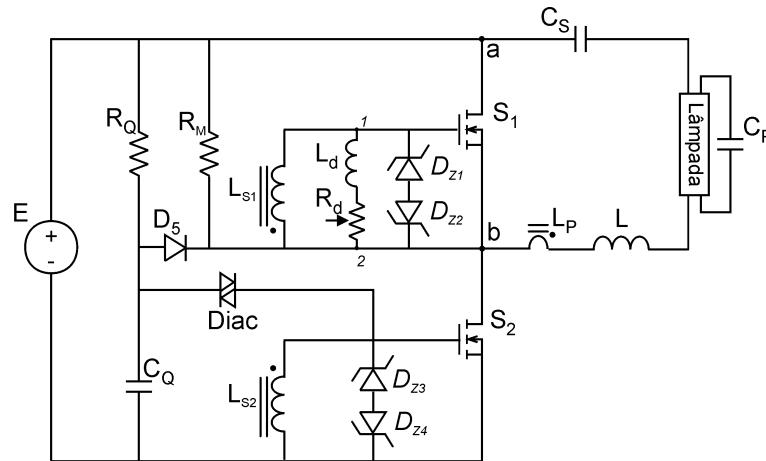 C_S
a
R_Q
R_M
1
S_1
L_d
D_Z1
Lâmpada
L_S1
R_d
D_Z2
E
+
-
D_5
2
b
L_P
L
Diac
S_2
C_Q
L_S2
D_Z3
D_Z4